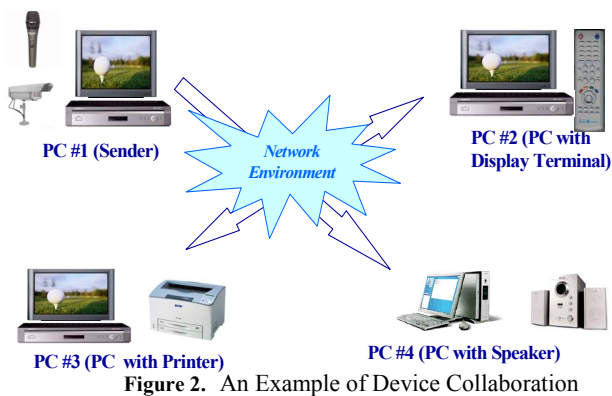 PC #1 (Sender)
Network
Environment
PC #2 (PC with
Display Terminal)
PC #3 (PC with Printer)
PC #4 (PC with Speaker)
Figure 2. An Example of Device Collaboration